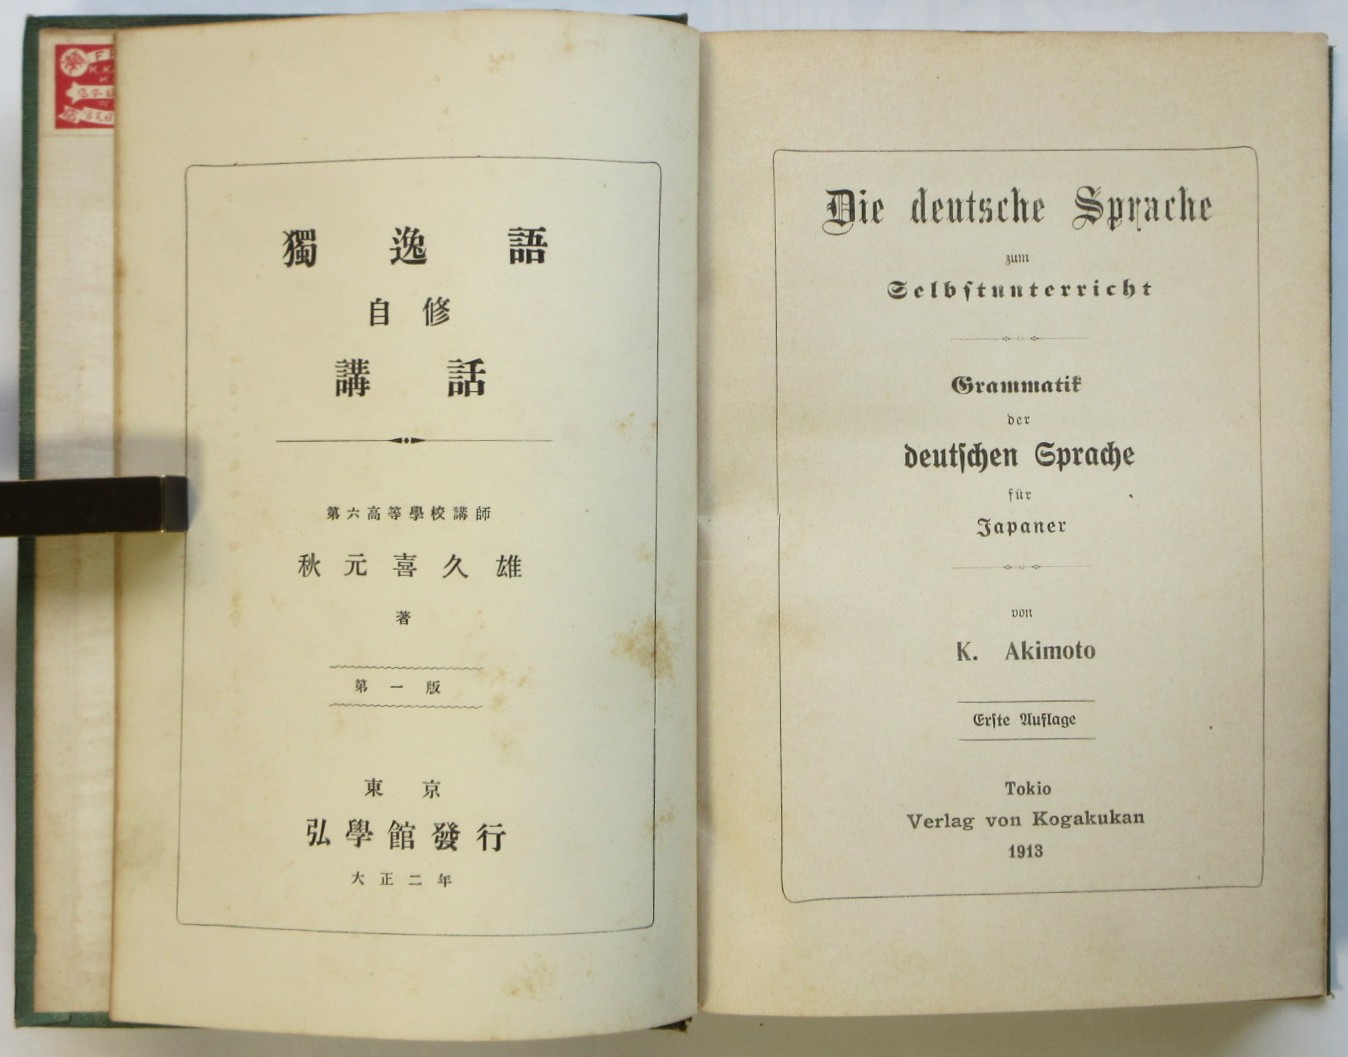 獨逸語
自修
講話
第六高等學校講師
秋元喜久雄
著
第一版
東京
弘學館發行
大正二年
Die deutsche Sprache
zum
Selbstunterricht
Grammatik
der
deutschen Sprache
für
Japaner
von
K. Akimoto
Erste Auflage
Tokio
Verlag von Kogakukan
1913